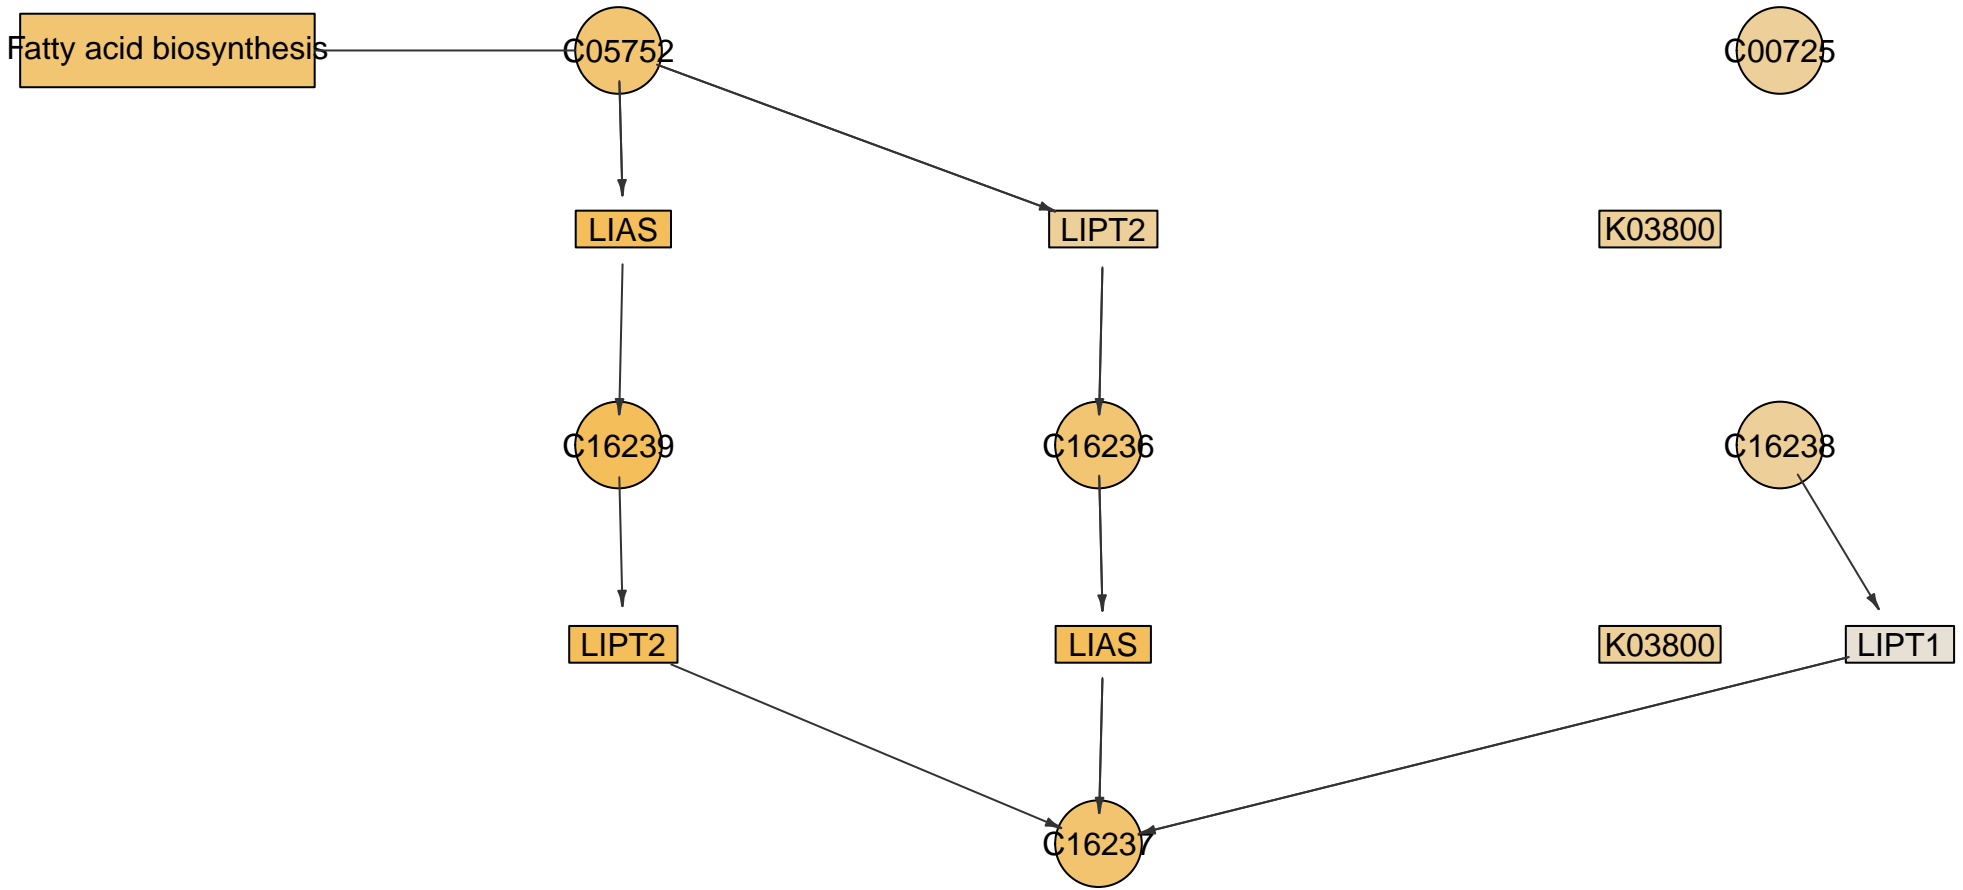 Fatty acid biosynthesis
C05752
C00725
LIAS
LIPT2
K03800
C16239
C16236
C16238
LIPT2
LIAS
K03800
LIPT1
C16237